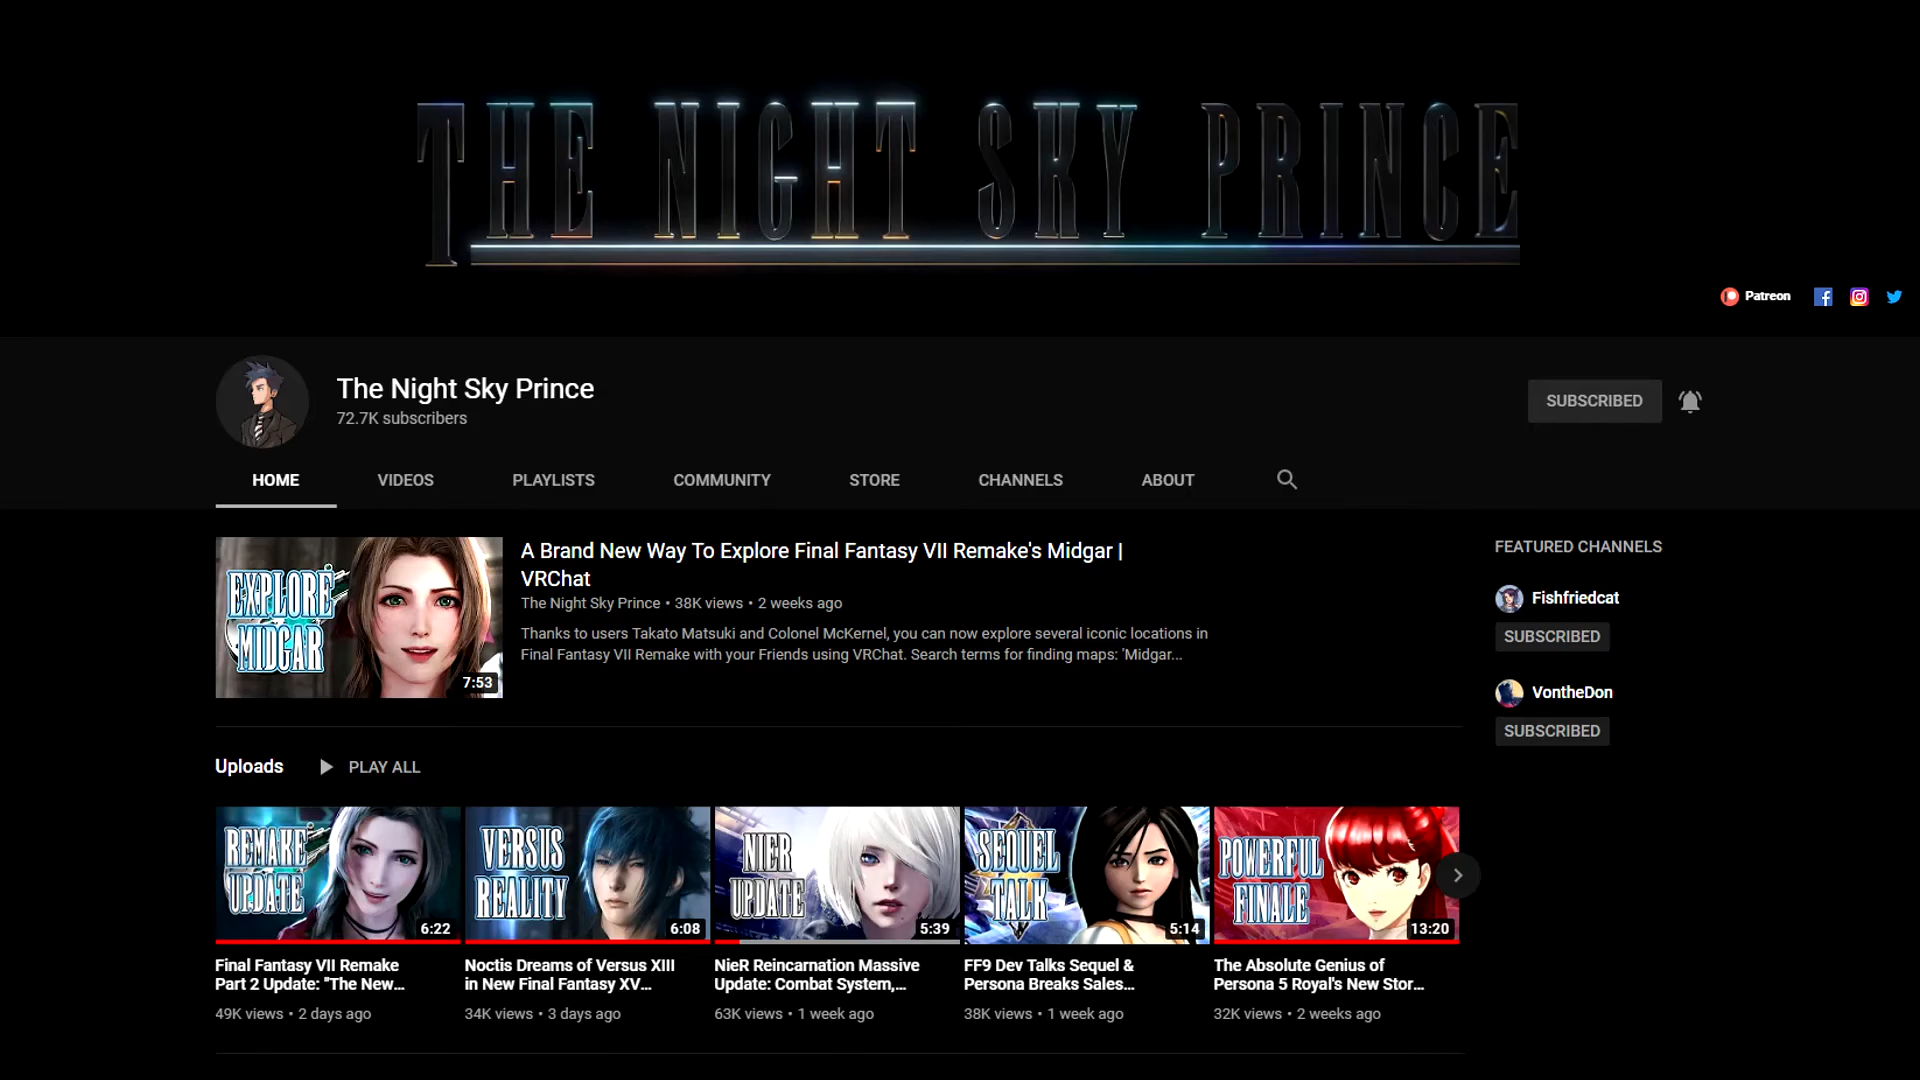 THE NIGHT SKY PRINCE
Patreon
The Night Sky Prince
72.7K subscribers
SUBSCRIBED
HOME VIDEOS PLAYLISTS COMMUNITY STORE CHANNELS ABOUT
EXPLORE
MIDGAR
7:53
A Brand New Way To Explore Final Fantasy VII Remake's Midgar |
VRChat
The Night Sky Prince • 38K views • 2 weeks ago
Thanks to users Takato Matsuki and Colonel McKernel, you can now explore several iconic locations in
Final Fantasy VII Remake with your Friends using VRChat. Search terms for finding maps: 'Midgar...
FEATURED CHANNELS
Fishfriedcat
SUBSCRIBED
VontheDon
SUBSCRIBED
Uploads PLAY ALL
REMAKE
UPDATE
6:22
Final Fantasy VII Remake
Part 2 Update: "The New...
49K views • 2 days ago
VERSUS
REALITY
6:08
Noctis Dreams of Versus XIII
in New Final Fantasy XV...
34K views • 3 days ago
NIER
UPDATE
5:39
NieR Reincarnation Massive
Update: Combat System,...
63K views • 1 week ago
SEQUEL
TALK
5:14
FF9 Dev Talks Sequel &
Persona Breaks Sales...
38K views • 1 week ago
POWERFUL
FINALE
13:20
The Absolute Genius of
Persona 5 Royal's New Stor...
32K views • 2 weeks ago